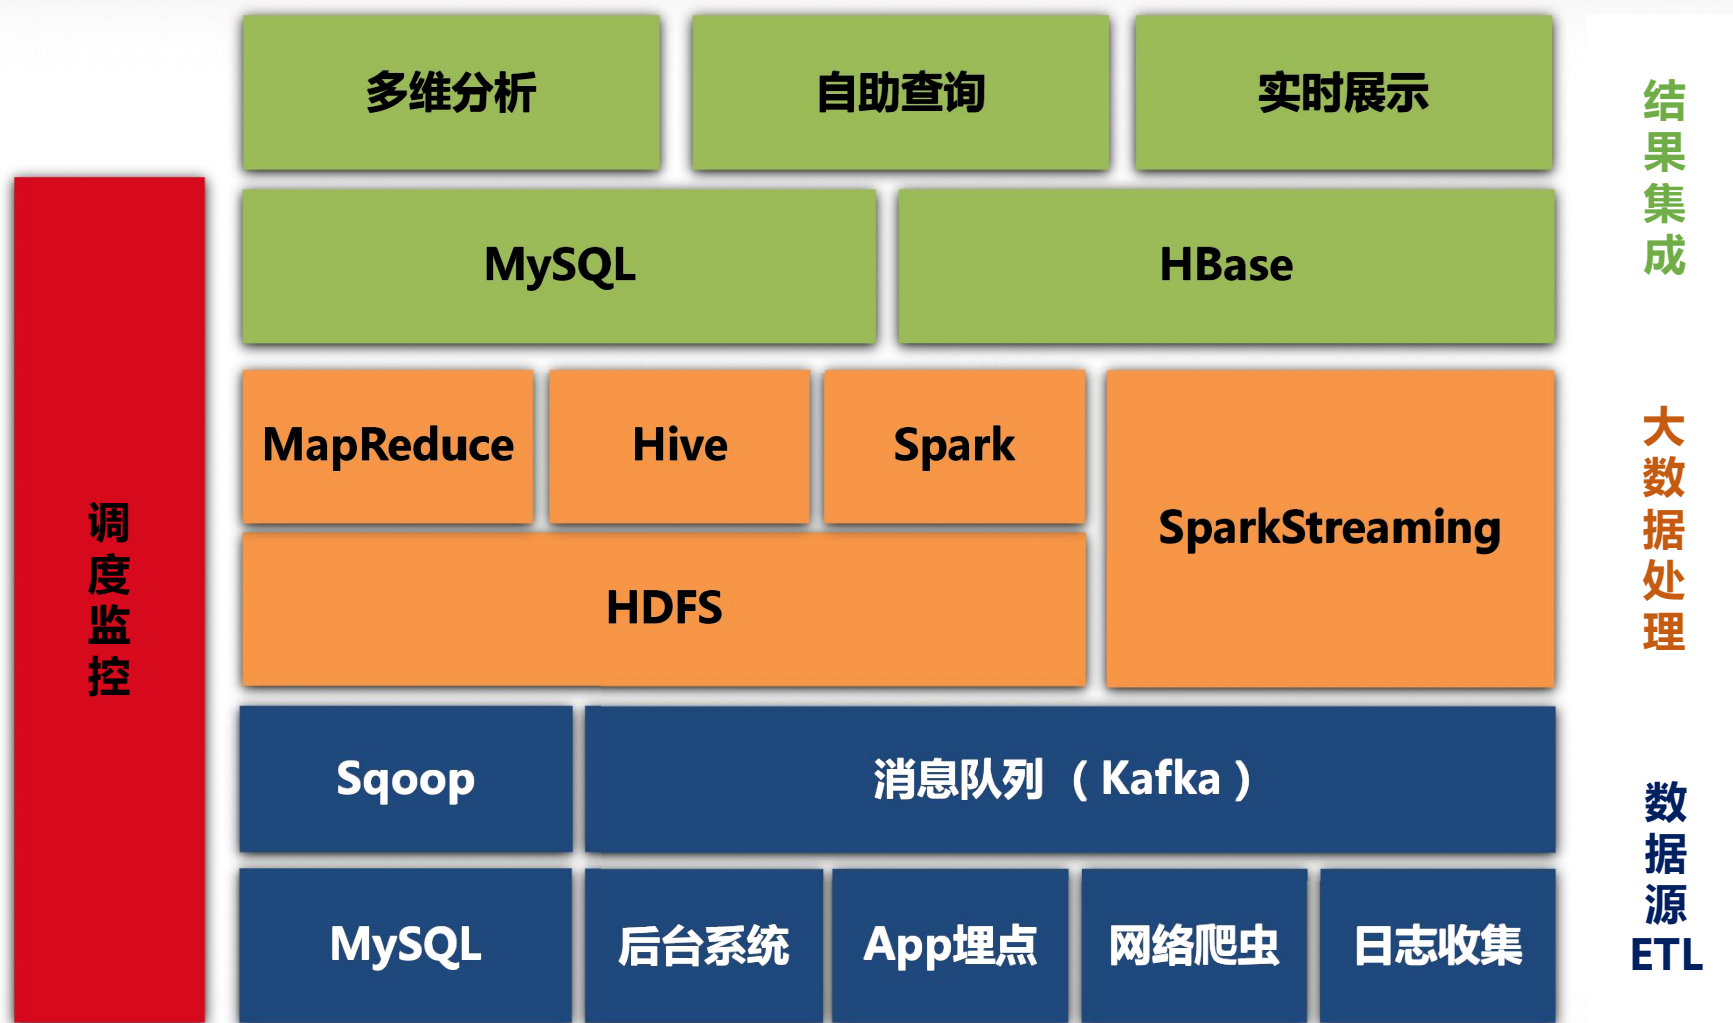 多维分析
自助查询
实时展示
结果集成
MySQL
HBase
调度监控
MapReduce
Hive
Spark
SparkStreaming
大数据处理
HDFS
Sqoop
消息队列 （Kafka）
数据源ETL
MySQL
后台系统
App埋点
网络爬虫
日志收集